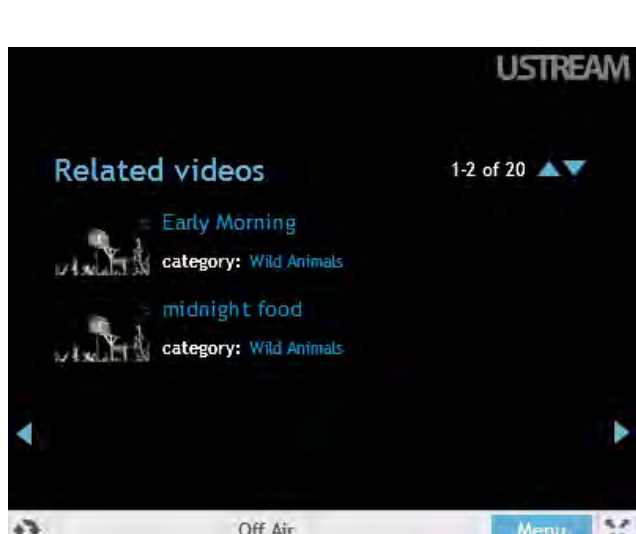 USTREAM
Related videos
1-2 of 20
Early Morning
category: Wild Animals
midnight food
category: Wild Animals
Off Air
Menu